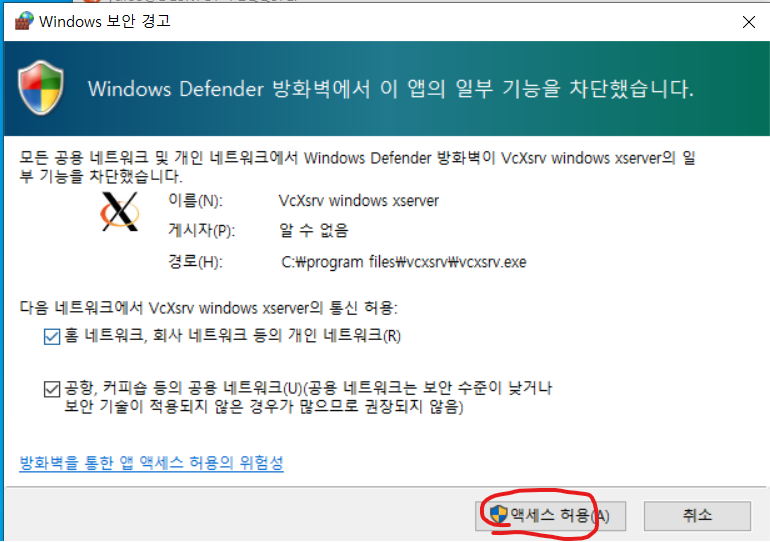 Windows 보안 경고
Windows Defender 방화벽에서 이 앱의 일부 기능을 차단했습니다.
모든 공용 네트워크 및 개인 네트워크에서 Windows Defender 방화벽이 VcXsrv windows xserver의 일
부 기능을 차단했습니다.
이름(N): VcXsrv windows xserver
게시자(P): 알 수 없음
경로(H): C:₩program files₩vcxsrv₩vcxsrv.exe
다음 네트워크에서 VcXsrv windows xserver의 통신 허용:
홈 네트워크, 회사 네트워크 등의 개인 네트워크(R)
공항, 커피숍 등의 공용 네트워크(U)(공용 네트워크는 보안 수준이 낮거나
보안 기술이 적용되지 않은 경우가 많으므로 권장되지 않음)
방화벽을 통한 앱 액세스 허용의 위험성
액세스 허용(A) 취소